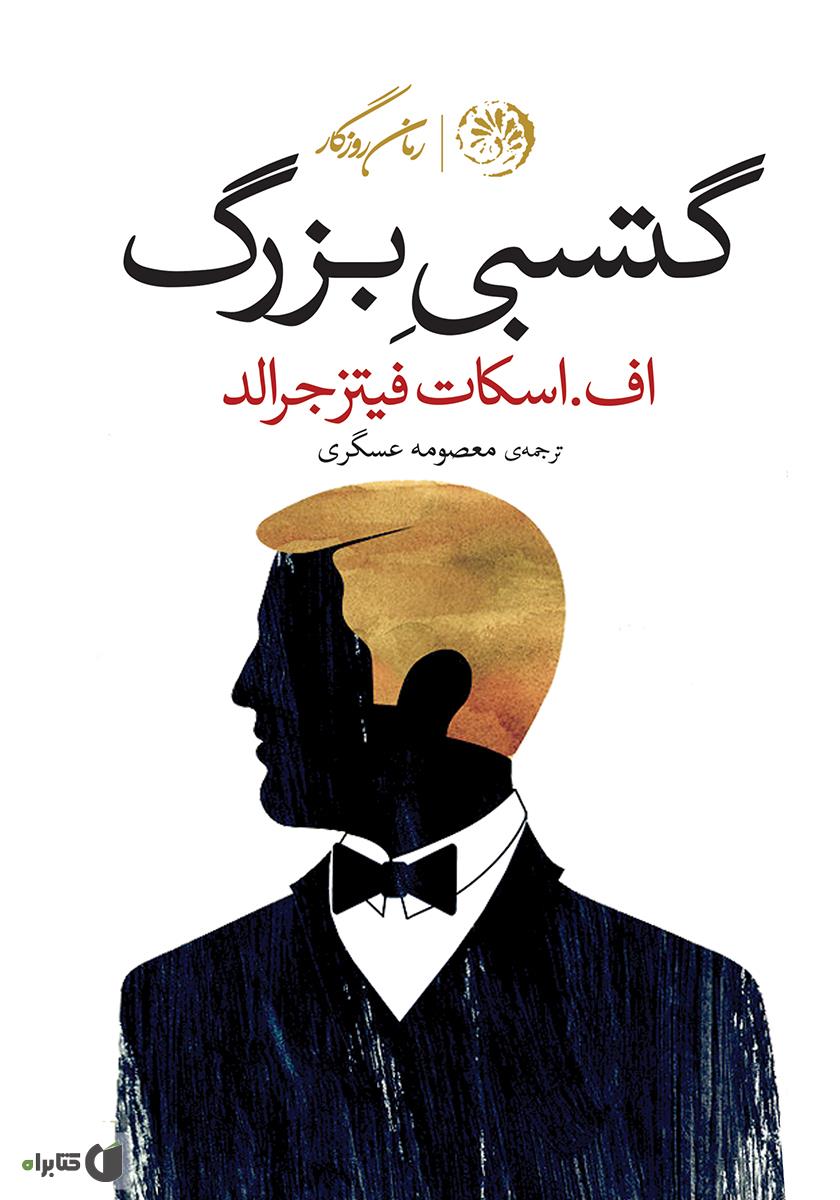 رمان روزگار
گتسبیِ بزرگ
اف. اسکات فیتزجرالد
ترجمه‌ی معصومه عسگری
کتابراه